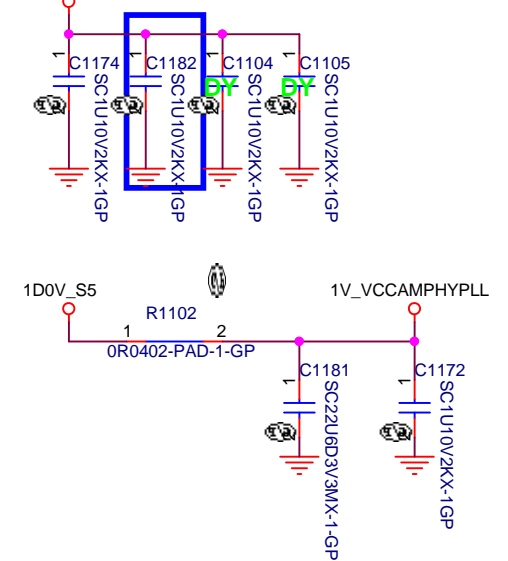 1
C1174
SC1U10V2KX-1GP
1
C1182
SC1U10V2KX-1GP
1
C1104
DY
SC1U10V2KX-1GP
1
C1105
DY
SC1U10V2KX-1GP
1D0V_S5
1V_VCCAMPHYPLL
R1102
1
2
0R0402-PAD-1-GP
1
C1181
SC22U6D3V3MX-1-GP
1
C1172
SC1U10V2KX-1GP